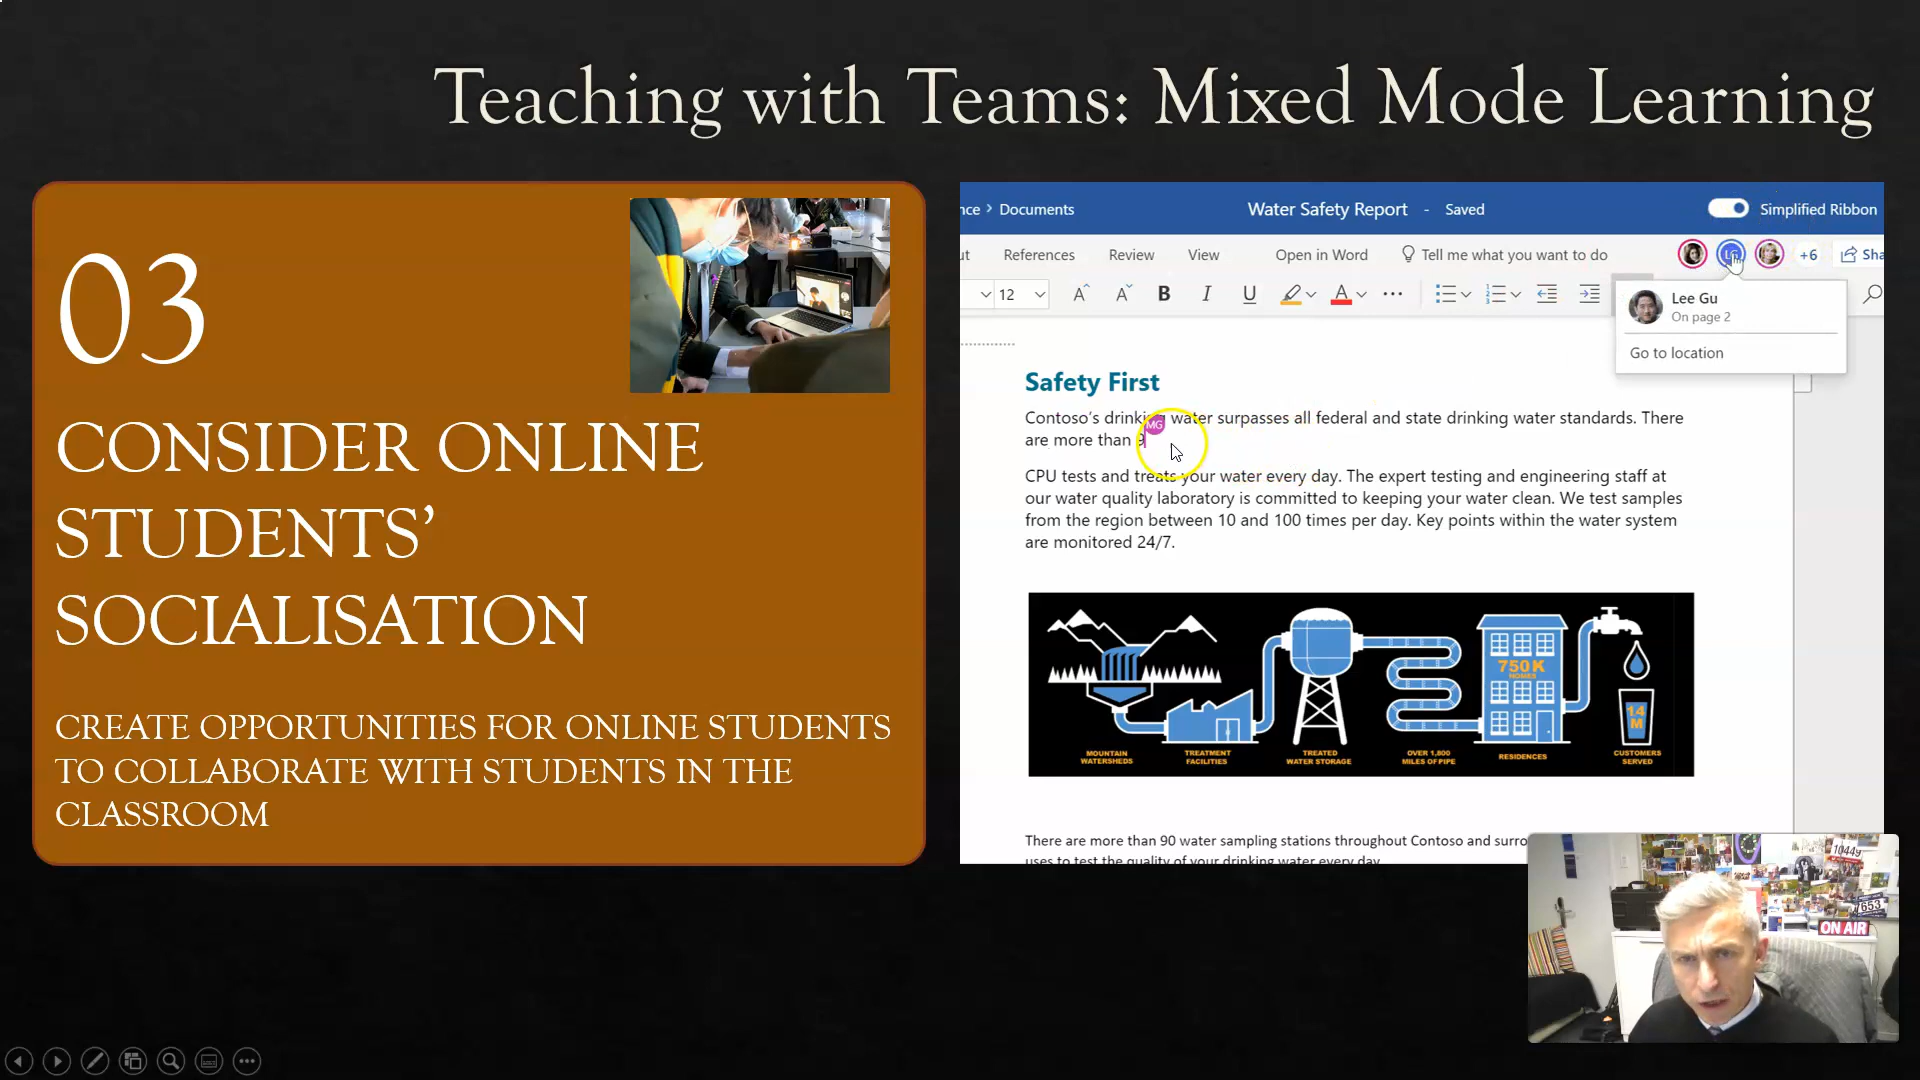 Teaching with Teams: Mixed Mode Learning
03
CONSIDER ONLINE
STUDENTS’
SOCIALISATION
CREATE OPPORTUNITIES FOR ONLINE STUDENTS
TO COLLABORATE WITH STUDENTS IN THE
CLASSROOM
nce > Documents
Water Safety Report - Saved
Simplified Ribbon
ut References Review View Open in Word Tell me what you want to do
LG
+6
Sha
12
A A B I U A
Lee Gu
On page 2
Go to location
Safety First
Contoso’s drinking water surpasses all federal and state drinking water standards. There
MG
are more than 9
CPU tests and treats your water every day. The expert testing and engineering staff at
our water quality laboratory is committed to keeping your water clean. We test samples
from the region between 10 and 100 times per day. Key points within the water system
are monitored 24/7.
750K
HOMES
14
M
MOUNTAIN
WATERSHEDS
TREATMENT
FACILITIES
TREATED
WATER STORAGE
OVER 1,800
MILES OF PIPE
RESIDENCES
CUSTOMERS
SERVED
There are more than 90 water sampling stations throughout Contoso and surro
uses to test the quality of your drinking water every day
10449
7653
ON AIR